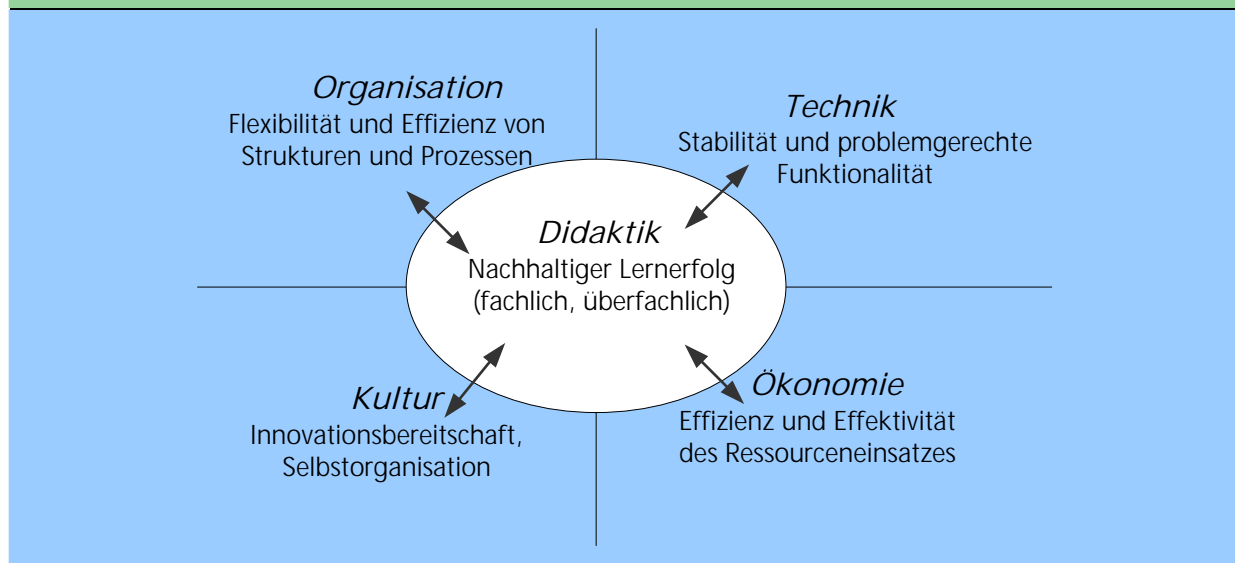 Organisation
Flexibilität und Effizienz von
Strukturen und Prozessen
Technik
Stabilität und problemgerechte
Funktionalität
Didaktik
Nachhaltiger Lernerfolg
(fachlich, überfachlich)
Kultur
Innovationsbereitschaft,
Selbstorganisation
Ökonomie
Effizienz und Effektivität
des Ressourceneinsatzes